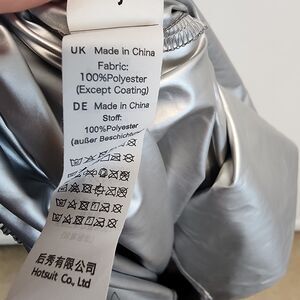 UK Made in China
Fabric:
100%Polyester
(Except Coating)
DE Made in China
Stoff:
100%Polyester
(außer Beschicht
后秀有限公司
Hotsuit Co., Ltd